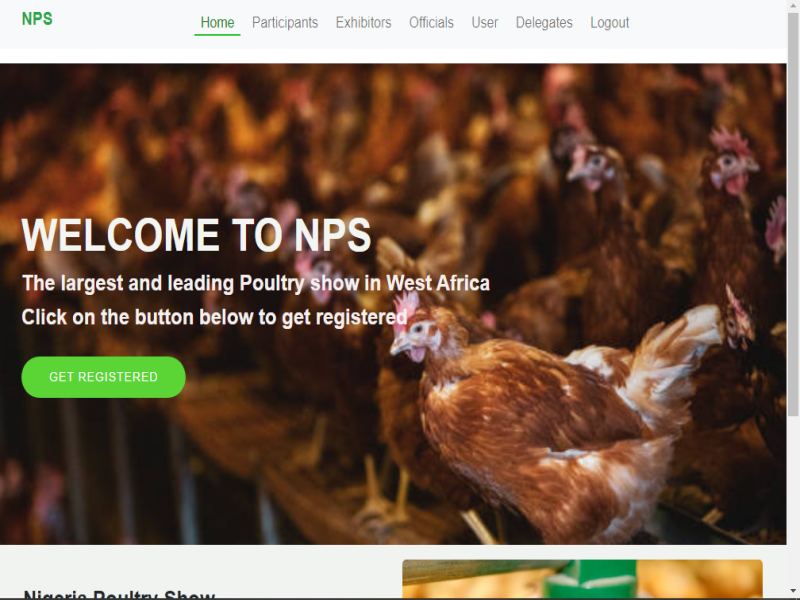 NPS
Home Participants Exhibitors Officials User Delegates Logout
WELCOME TO NPS
The largest and leading Poultry show in West Africa
Click on the button below to get registered
GET REGISTERED
Nigeria Poultry Show